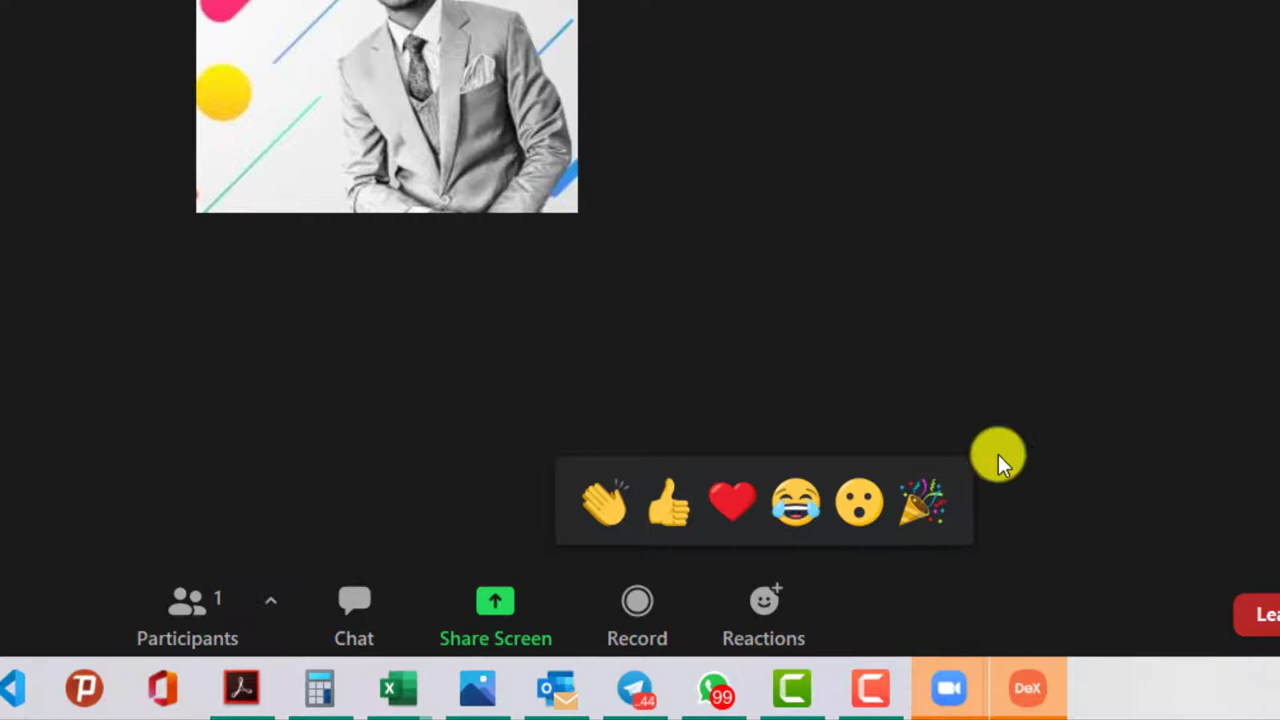 1
Participants
Chat
Share Screen
Record
Reactions
Lea
..44
99
DeX